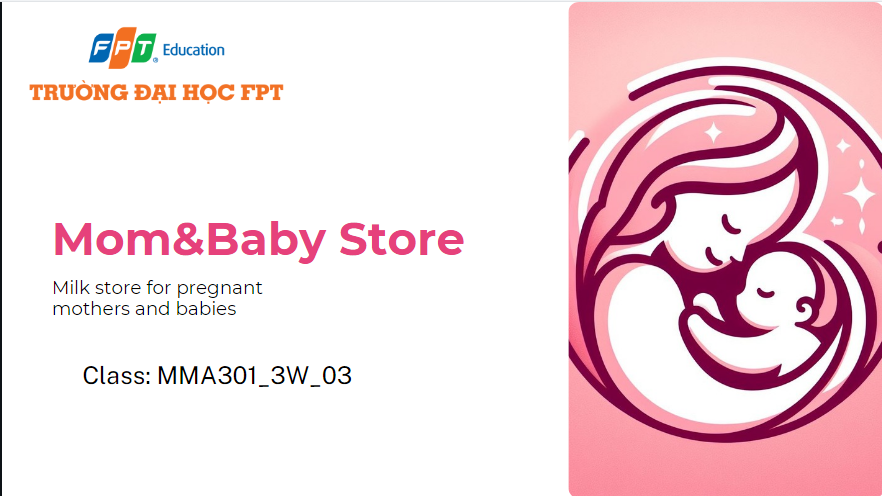 FPT Education
TRƯỜNG ĐẠI HỌC FPT
Mom&Baby Store
Milk store for pregnant
mothers and babies
Class: MMA301_3W_03